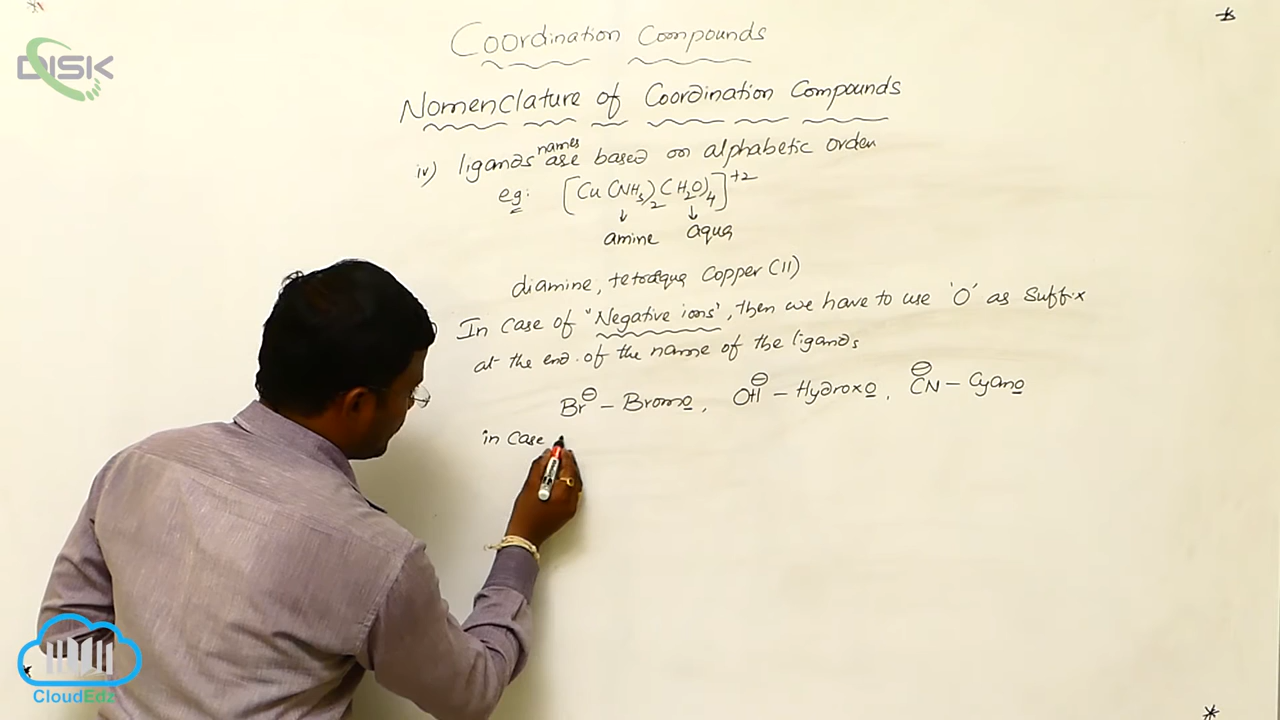 DISK
Coordination Compounds
Nomenclature of Coordination Compounds
iv) ligands names are based on alphabetic order
eg: [Cu(NH3)2(H2O)4]+2
↓ ↓
amine aqua
diamine, tetraaqua Copper (II)
In case of "Negative ions", then we have to use 'O' as suffix
at the end of the name of the ligands
Br⊖ - Bromo, OH⊖ - Hydroxo, CN⊖ - Cyano
in case
CloudEdz